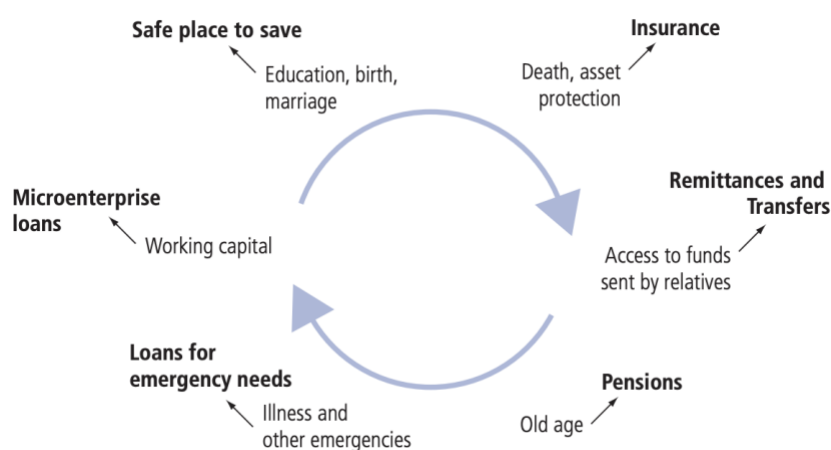 Safe place to save
Education, birth,
marriage
Insurance
Death, asset
protection
Remittances and
Transfers
Access to funds
sent by relatives
Pensions
Old age
Loans for
emergency needs
Illness and
other emergencies
Microenterprise
loans
Working capital